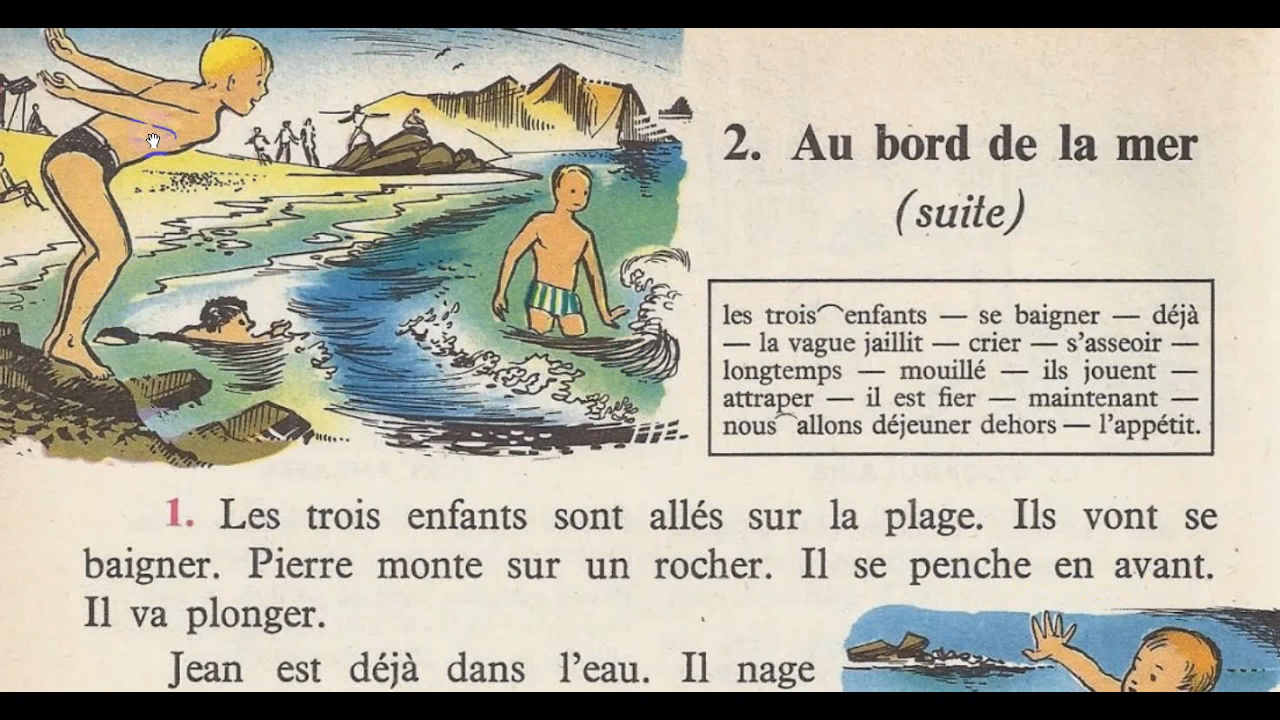 2. Au bord de la mer
(suite)
les trois‿enfants — se baigner — déjà
— la vague jaillit — crier — s'asseoir —
longtemps — mouillé — ils jouent —
attraper — il est fier — maintenant —
nous‿allons déjeuner dehors — l'appétit.
1. Les trois enfants sont allés sur la plage. Ils vont se
baigner. Pierre monte sur un rocher. Il se penche en avant.
Il va plonger.
Jean est déjà dans l'eau. Il nage